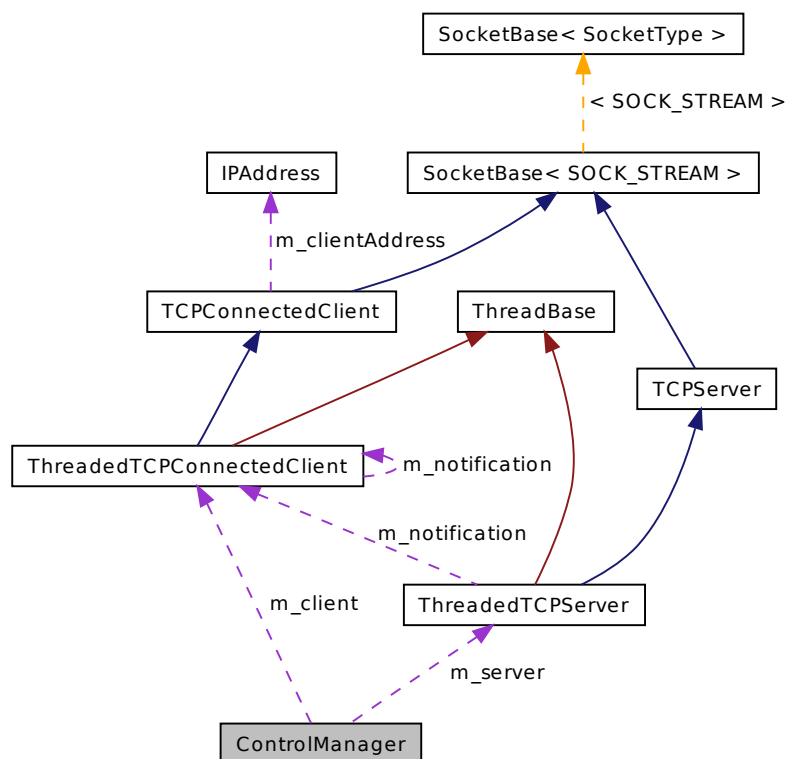 SocketBase< SocketType >
< SOCK_STREAM >
IPAddress
SocketBase< SOCK_STREAM >
m_clientAddress
TCPConnectedClient
ThreadBase
TCPServer
ThreadedTCPConnectedClient
m_notification
m_notification
m_client
ThreadedTCPServer
m_server
ControlManager